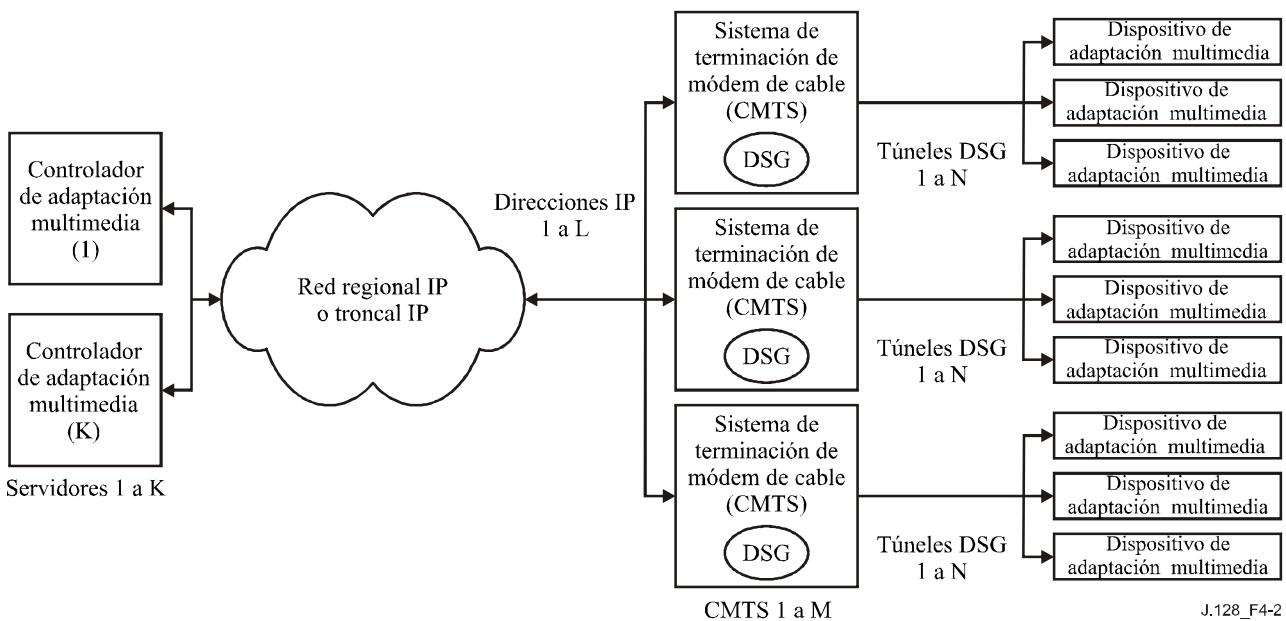 Controlador
de adaptación
multimedia
(1)
Controlador
de adaptación
multimedia
(K)
Servidores 1 a K
Red regional IP
o troncal IP
Direcciones IP
1 a L
Sistema de
terminación de
módem de cable
(CMTS)
DSG
Sistema de
terminación de
módem de cable
(CMTS)
DSG
Sistema de
terminación de
módem de cable
(CMTS)
DSG
CMTS 1 a M
Túneles DSG
1 a N
Túneles DSG
1 a N
Túneles DSG
1 a N
Dispositivo de
adaptación multimedia
Dispositivo de
adaptación multimedia
Dispositivo de
adaptación multimedia
Dispositivo de
adaptación multimedia
Dispositivo de
adaptación multimedia
Dispositivo de
adaptación multimedia
Dispositivo de
adaptación multimedia
Dispositivo de
adaptación multimedia
Dispositivo de
adaptación multimedia
J.128_F4-2